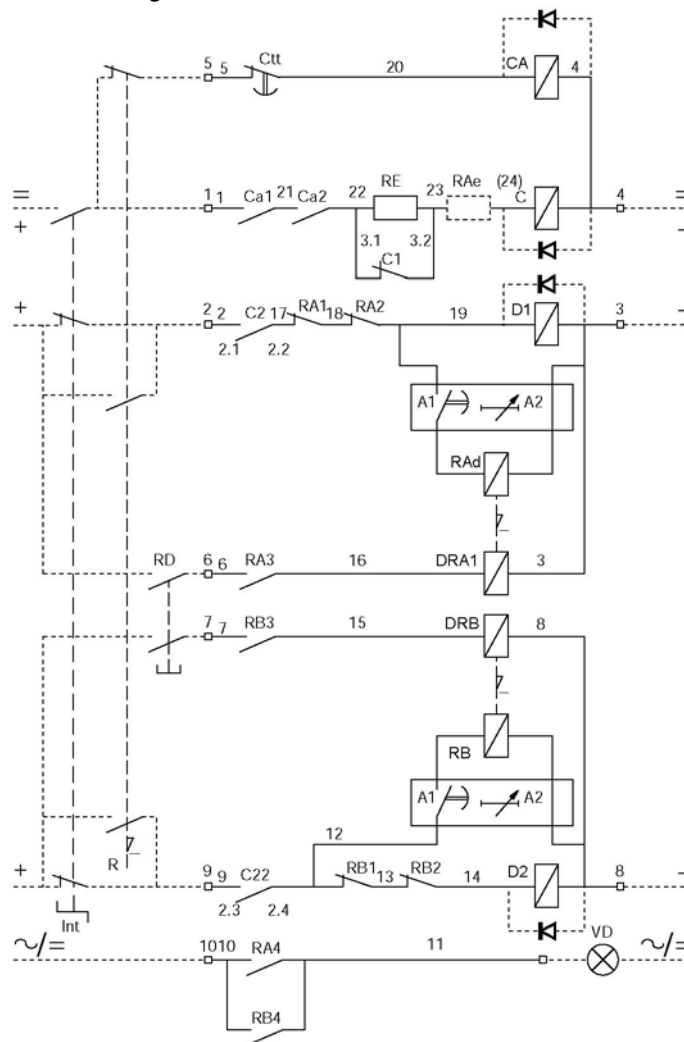 5 5 Ctt 20 CA 4
= + 1 1 Ca1 21 Ca2 22 RE 23 RAe (24) C 4 = -
3.1 3.2
C1
+ 2 2 C2 17 RA1 18 RA2 19 D1 3 -
2.1 2.2
A1 A2
RAd
RD 6 6 RA3 16 DRA1 3
7 7 RB3 15 DRB 8
RB
A1 A2
12
R
+ 9 9 C22 RB1 13 RB2 14 D2 8 -
2.3 2.4
Int
~/= 10 10 RA4 11 VD ~/=
RB4